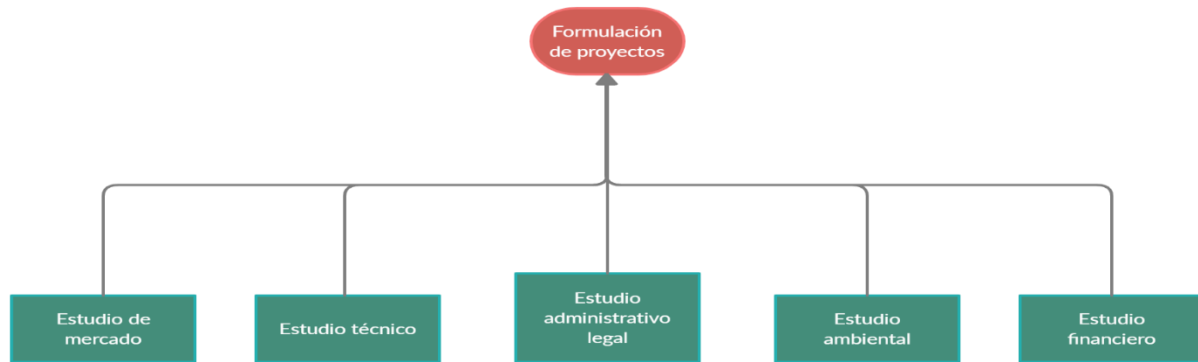 Formulación
de proyectos
Estudio de
mercado
Estudio técnico
Estudio
administrativo
legal
Estudio
ambiental
Estudio
financiero